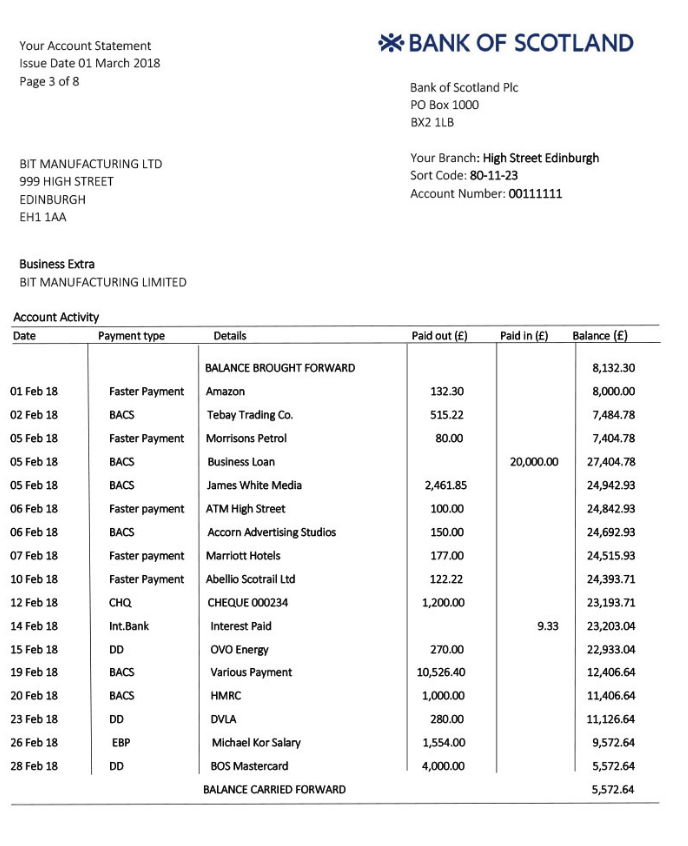 Your Account Statement
Issue Date 01 March 2018
Page 3 of 8
BANK OF SCOTLAND
Bank of Scotland Plc
PO Box 1000
BX2 1LB
BIT MANUFACTURING LTD
999 HIGH STREET
EDINBURGH
EH1 1AA
Your Branch: High Street Edinburgh
Sort Code: 80-11-23
Account Number: 00111111
Business Extra
BIT MANUFACTURING LIMITED
Account Activity
Date Payment type Details Paid out (£) Paid in (£) Balance (£)
BALANCE BROUGHT FORWARD 8,132.30
01 Feb 18 Faster Payment Amazon 132.30 8,000.00
02 Feb 18 BACS Tebay Trading Co. 515.22 7,484.78
05 Feb 18 Faster Payment Morrisons Petrol 80.00 7,404.78
05 Feb 18 BACS Business Loan 20,000.00 27,404.78
05 Feb 18 BACS James White Media 2,461.85 24,942.93
06 Feb 18 Faster payment ATM High Street 100.00 24,842.93
06 Feb 18 BACS Accorn Advertising Studios 150.00 24,692.93
07 Feb 18 Faster payment Marriott Hotels 177.00 24,515.93
10 Feb 18 Faster Payment Abellio Scotrail Ltd 122.22 24,393.71
12 Feb 18 CHQ CHEQUE 000234 1,200.00 23,193.71
14 Feb 18 Int.Bank Interest Paid 9.33 23,203.04
15 Feb 18 DD OVO Energy 270.00 22,933.04
19 Feb 18 BACS Various Payment 10,526.40 12,406.64
20 Feb 18 BACS HMRC 1,000.00 11,406.64
23 Feb 18 DD DVLA 280.00 11,126.64
26 Feb 18 EBP Michael Kor Salary 1,554.00 9,572.64
28 Feb 18 DD BOS Mastercard 4,000.00 5,572.64
BALANCE CARRIED FORWARD 5,572.64